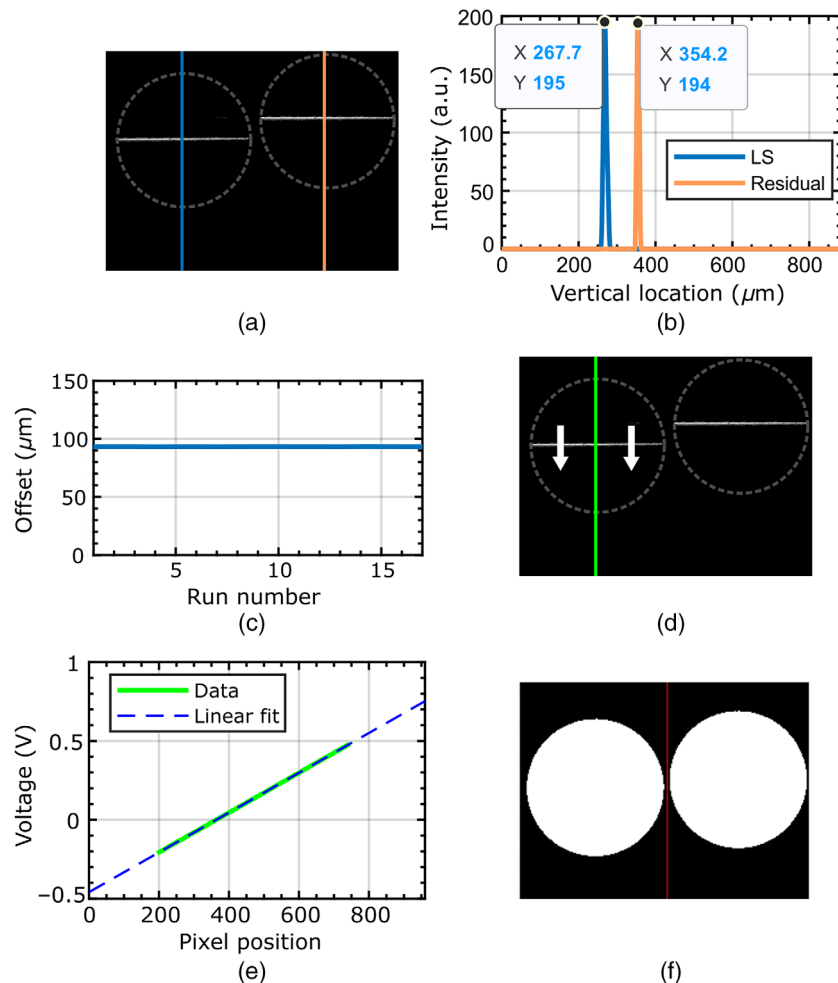 (a)
200
150
100
50
0
Intensity (a.u.)
X 267.7
Y 195
X 354.2
Y 194
LS
Residual
0 200 400 600 800
Vertical location (µm)
(b)
150
100
50
0
Offset (µm)
5 10 15
Run number
(c)
(d)
1
0.5
0
−0.5
Voltage (V)
Data
Linear fit
0 200 400 600 800
Pixel position
(e)
(f)